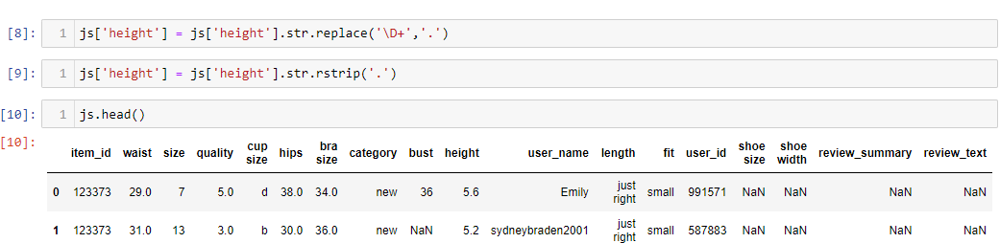 [8]: 1 js['height'] = js['height'].str.replace('\D+','.')
[9]: 1 js['height'] = js['height'].str.rstrip('.')
[10]: 1 js.head()
[10]:
item_id waist size quality cup size hips bra size category bust height user_name length fit user_id shoe size shoe width review_summary review_text
0 123373 29.0 7 5.0 d 38.0 34.0 new 36 5.6 Emily just right small 991571 NaN NaN NaN NaN
1 123373 31.0 13 3.0 b 30.0 36.0 new NaN 5.2 sydneybraden2001 just right small 587883 NaN NaN NaN NaN